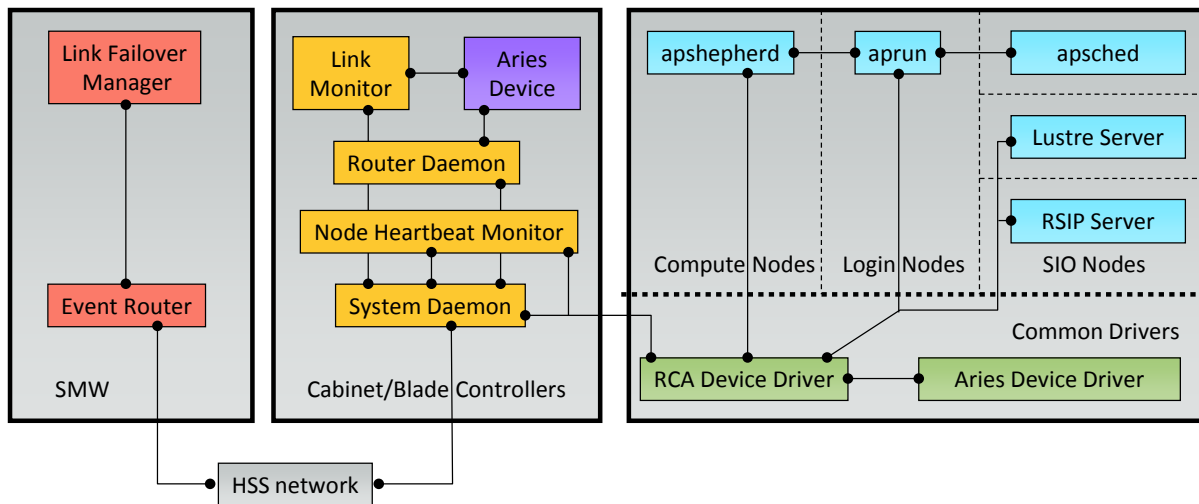 Link Failover
Manager
Event Router
SMW
Link
Monitor
Aries
Device
Router Daemon
Node Heartbeat Monitor
System Daemon
Cabinet/Blade Controllers
apshepherd
aprun
apsched
Lustre Server
RSIP Server
Compute Nodes
Login Nodes
SIO Nodes
Common Drivers
RCA Device Driver
Aries Device Driver
HSS network